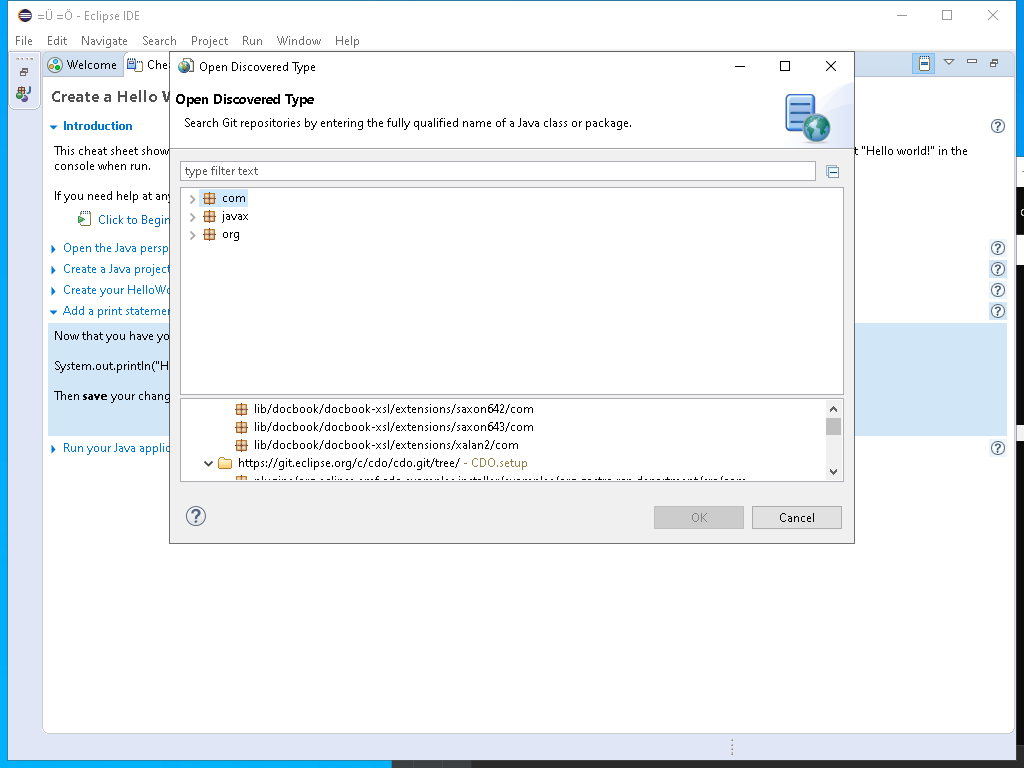 =Ü =Ö - Eclipse IDE
File Edit Navigate Search Project Run Window Help
Welcome
Open Discovered Type
Create a Hello
Open Discovered Type
Search Git repositories by entering the fully qualified name of a Java class or package.
Introduction
This cheat sheet show
t "Hello world!" in the
console when run.
type filter text
If you need help at
com
javax
org
Click to Begin
Open the Java persp
Create a Java project
Create your HelloWo
Add a print statemen
Now that you have yo
System.out.println("H
Then save your chang
Run your Java applic
lib/docbook/docbook-xsl/extensions/saxon642/com
lib/docbook/docbook-xsl/extensions/saxon643/com
lib/docbook/docbook-xsl/extensions/xalan2/com
https://git.eclipse.org/c/cdo/cdo.git/tree/ - CDO.setup
OK
Cancel